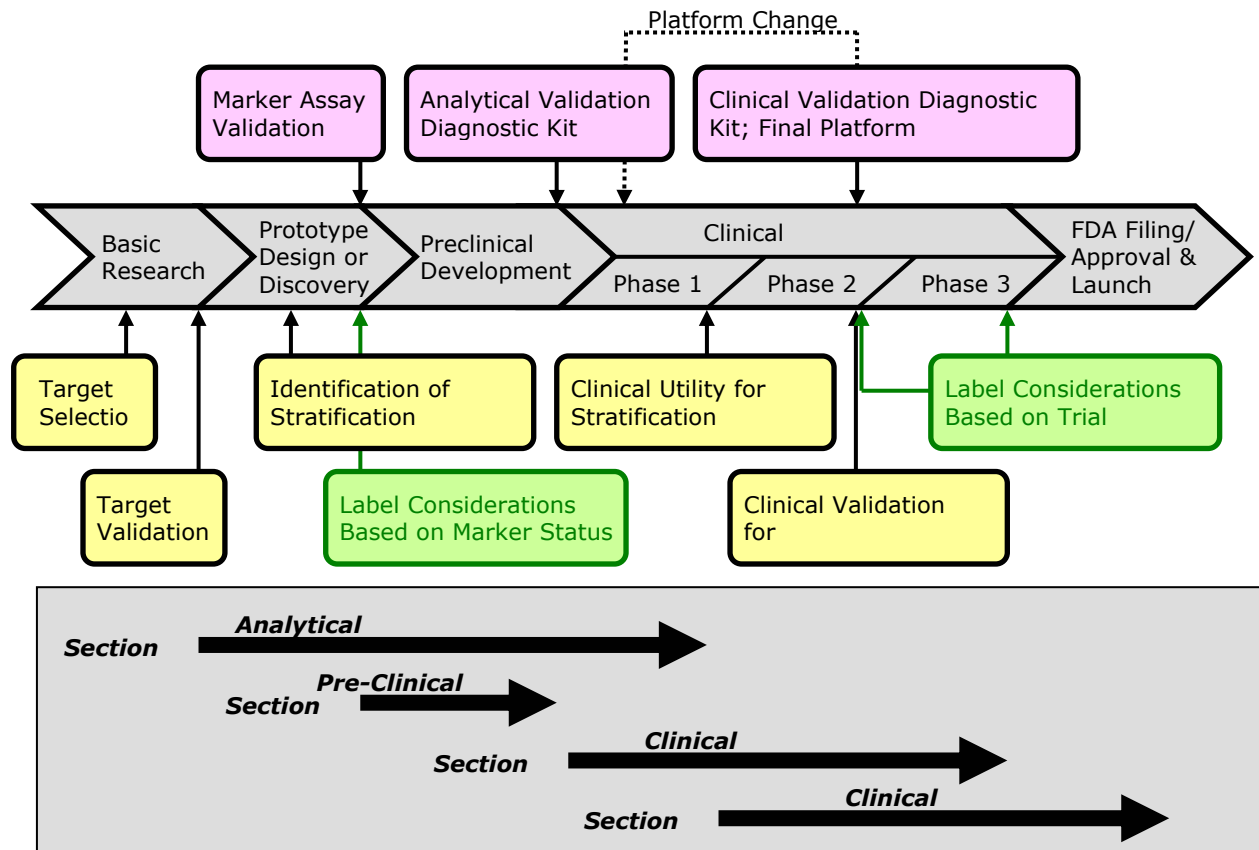 Platform Change
Marker Assay
Validation
Analytical Validation
Diagnostic Kit
Clinical Validation Diagnostic
Kit; Final Platform
Basic
Research
Prototype
Design or
Discovery
Preclinical
Development
Clinical
Phase 1
Phase 2
Phase 3
FDA Filing/
Approval &
Launch
Target
Selectio
Identification of
Stratification
Clinical Utility for
Stratification
Label Considerations
Based on Trial
Target
Validation
Label Considerations
Based on Marker Status
Clinical Validation
for
Analytical
Section
Pre-Clinical
Section
Clinical
Section
Clinical
Section